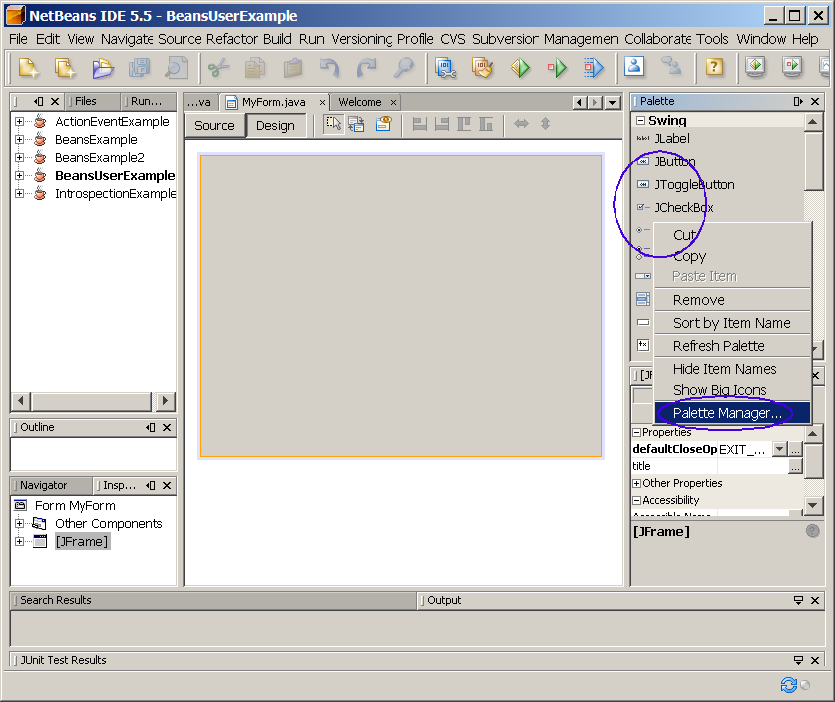 NetBeans IDE 5.5 - BeansUserExample
File Edit View Navigate Source Refactor Build Run Versioning Profile CVS Subversion Managemen Collaborate Tools Window Help
Files
Run...
...va
MyForm.java
Welcome
Palette
Source
Design
ActionEventExample
BeansExample
BeansExample2
BeansUserExample
IntrospectionExample
Swing
JLabel
JButton
JToggleButton
JCheckBox
Cut
Copy
Paste Item
Remove
Sort by Item Name
Refresh Palette
Hide Item Names
Show Big Icons
Palette Manager...
Outline
Navigator
Insp...
Form MyForm
Other Components
[JFrame]
[JF
Properties
defaultCloseOp EXIT_... ...
title ...
Other Properties
Accessibility
Accessible Name
[JFrame]
Search Results
Output
JUnit Test Results